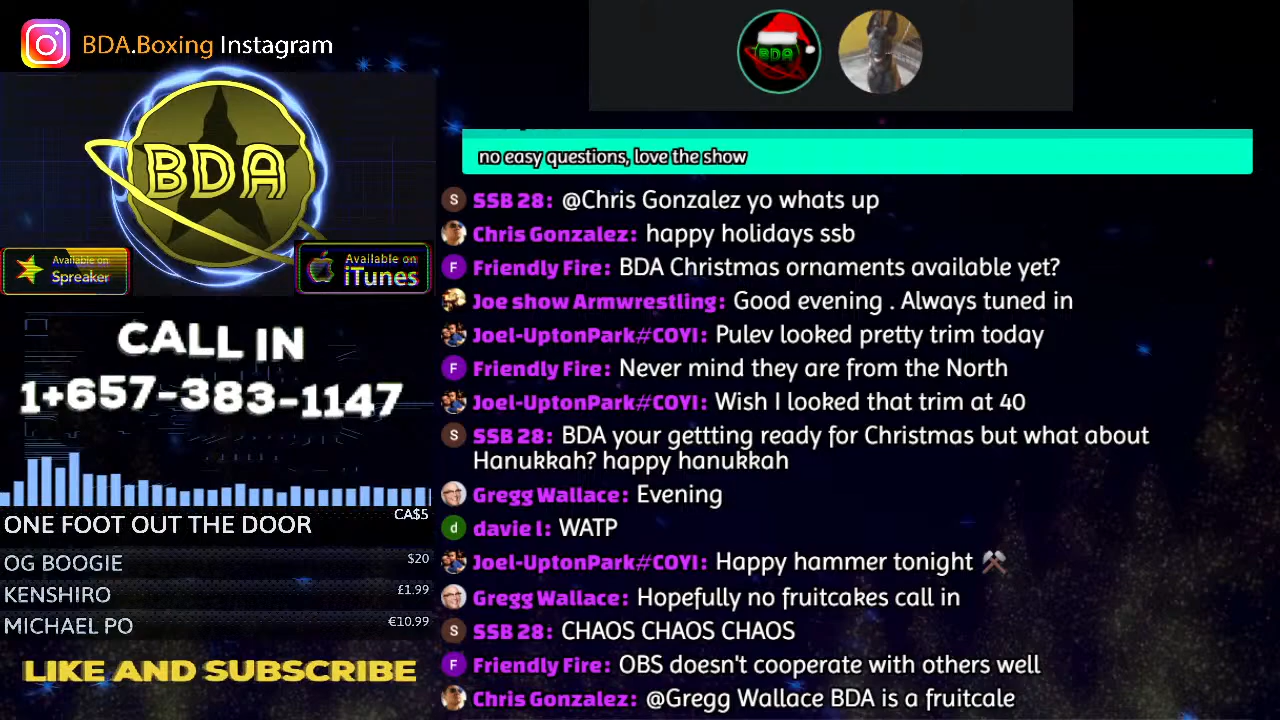 BDA.Boxing Instagram
BDA
BDA
Available on
Spreaker
Available on
iTunes
CALL IN
1+657-383-1147
CA$5
ONE FOOT OUT THE DOOR
OG BOOGIE $20
KENSHIRO £1.99
MICHAEL PO €10.99
LIKE AND SUBSCRIBE
no easy questions, love the show
S SSB 28: @Chris Gonzalez yo whats up
Chris Gonzalez: happy holidays ssb
F Friendly Fire: BDA Christmas ornaments available yet?
Joe show Armwrestling: Good evening . Always tuned in
Joel-UptonPark#COYI: Pulev looked pretty trim today
F Friendly Fire: Never mind they are from the North
Joel-UptonPark#COYI: Wish I looked that trim at 40
S SSB 28: BDA your gettting ready for Christmas but what about
Hanukkah? happy hanukkah
Gregg Wallace: Evening
d davie l: WATP
Joel-UptonPark#COYI: Happy hammer tonight ⚒
Gregg Wallace: Hopefully no fruitcakes call in
S SSB 28: CHAOS CHAOS CHAOS
F Friendly Fire: OBS doesn't cooperate with others well
Chris Gonzalez: @Gregg Wallace BDA is a fruitcale